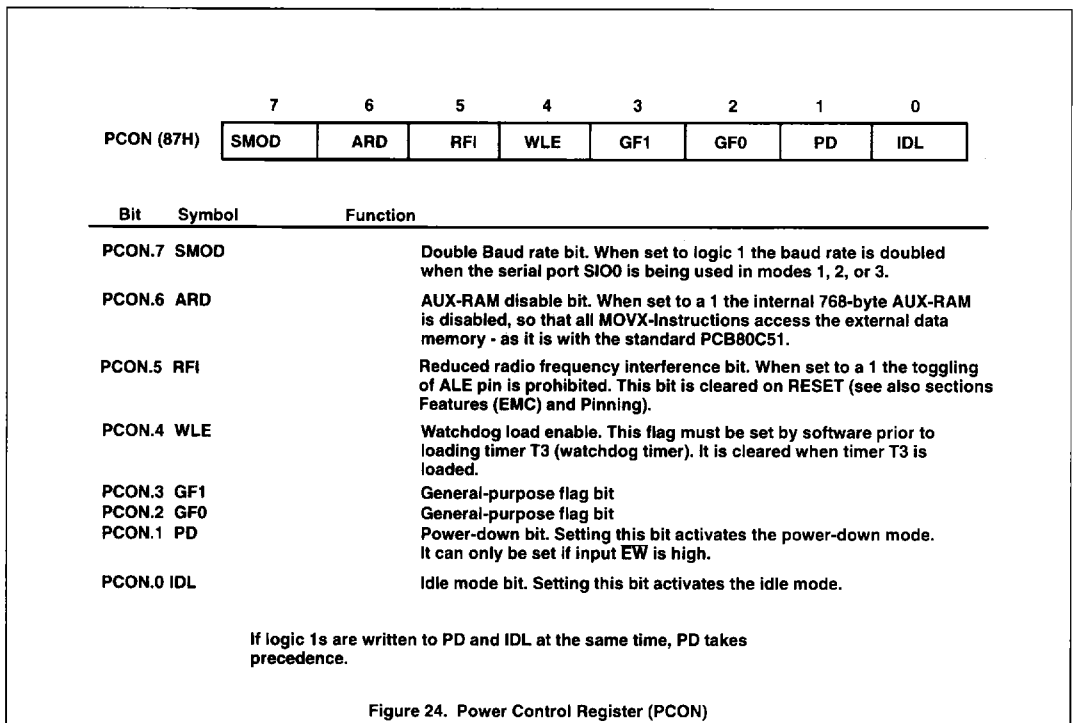 7 6 5 4 3 2 1 0
PCON (87H) SMOD ARD RFI WLE GF1 GF0 PD IDL
Bit Symbol Function
PCON.7 SMOD Double Baud rate bit. When set to logic 1 the baud rate is doubled
when the serial port SIO0 is being used in modes 1, 2, or 3.
PCON.6 ARD AUX-RAM disable bit. When set to a 1 the internal 768-byte AUX-RAM
is disabled, so that all MOVX-Instructions access the external data
memory - as it is with the standard PCB80C51.
PCON.5 RFI Reduced radio frequency interference bit. When set to a 1 the toggling
of ALE pin is prohibited. This bit is cleared on RESET (see also sections
Features (EMC) and Pinning).
PCON.4 WLE Watchdog load enable. This flag must be set by software prior to
loading timer T3 (watchdog timer). It is cleared when timer T3 is
loaded.
PCON.3 GF1 General-purpose flag bit
PCON.2 GF0 General-purpose flag bit
PCON.1 PD Power-down bit. Setting this bit activates the power-down mode.
It can only be set if input E̅W̅ is high.
PCON.0 IDL Idle mode bit. Setting this bit activates the idle mode.
If logic 1s are written to PD and IDL at the same time, PD takes
precedence.
Figure 24. Power Control Register (PCON)